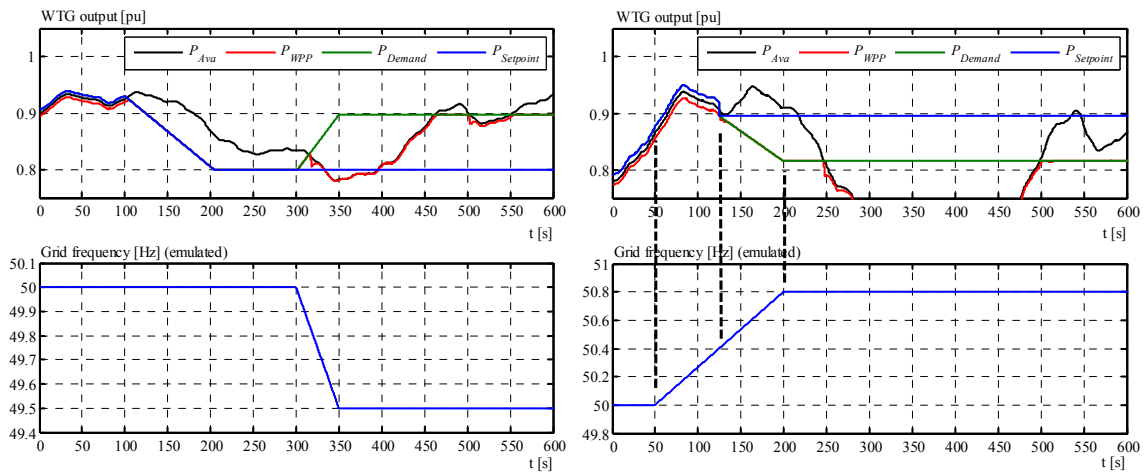 WTG output [pu]
P_Ava P_WPP P_Demand P_Setpoint
1
0.9
0.8
0 50 100 150 200 250 300 350 400 450 500 550 600
t [s]
Grid frequency [Hz] (emulated)
50.1
50
49.9
49.8
49.7
49.6
49.5
49.4
0 50 100 150 200 250 300 350 400 450 500 550 600
t [s]
WTG output [pu]
P_Ava P_WPP P_Demand P_Setpoint
1
0.9
0.8
0 50 100 150 200 250 300 350 400 450 500 550 600
t [s]
Grid frequency [Hz] (emulated)
51
50.8
50.6
50.4
50.2
50
49.8
0 50 100 150 200 250 300 350 400 450 500 550 600
t [s]